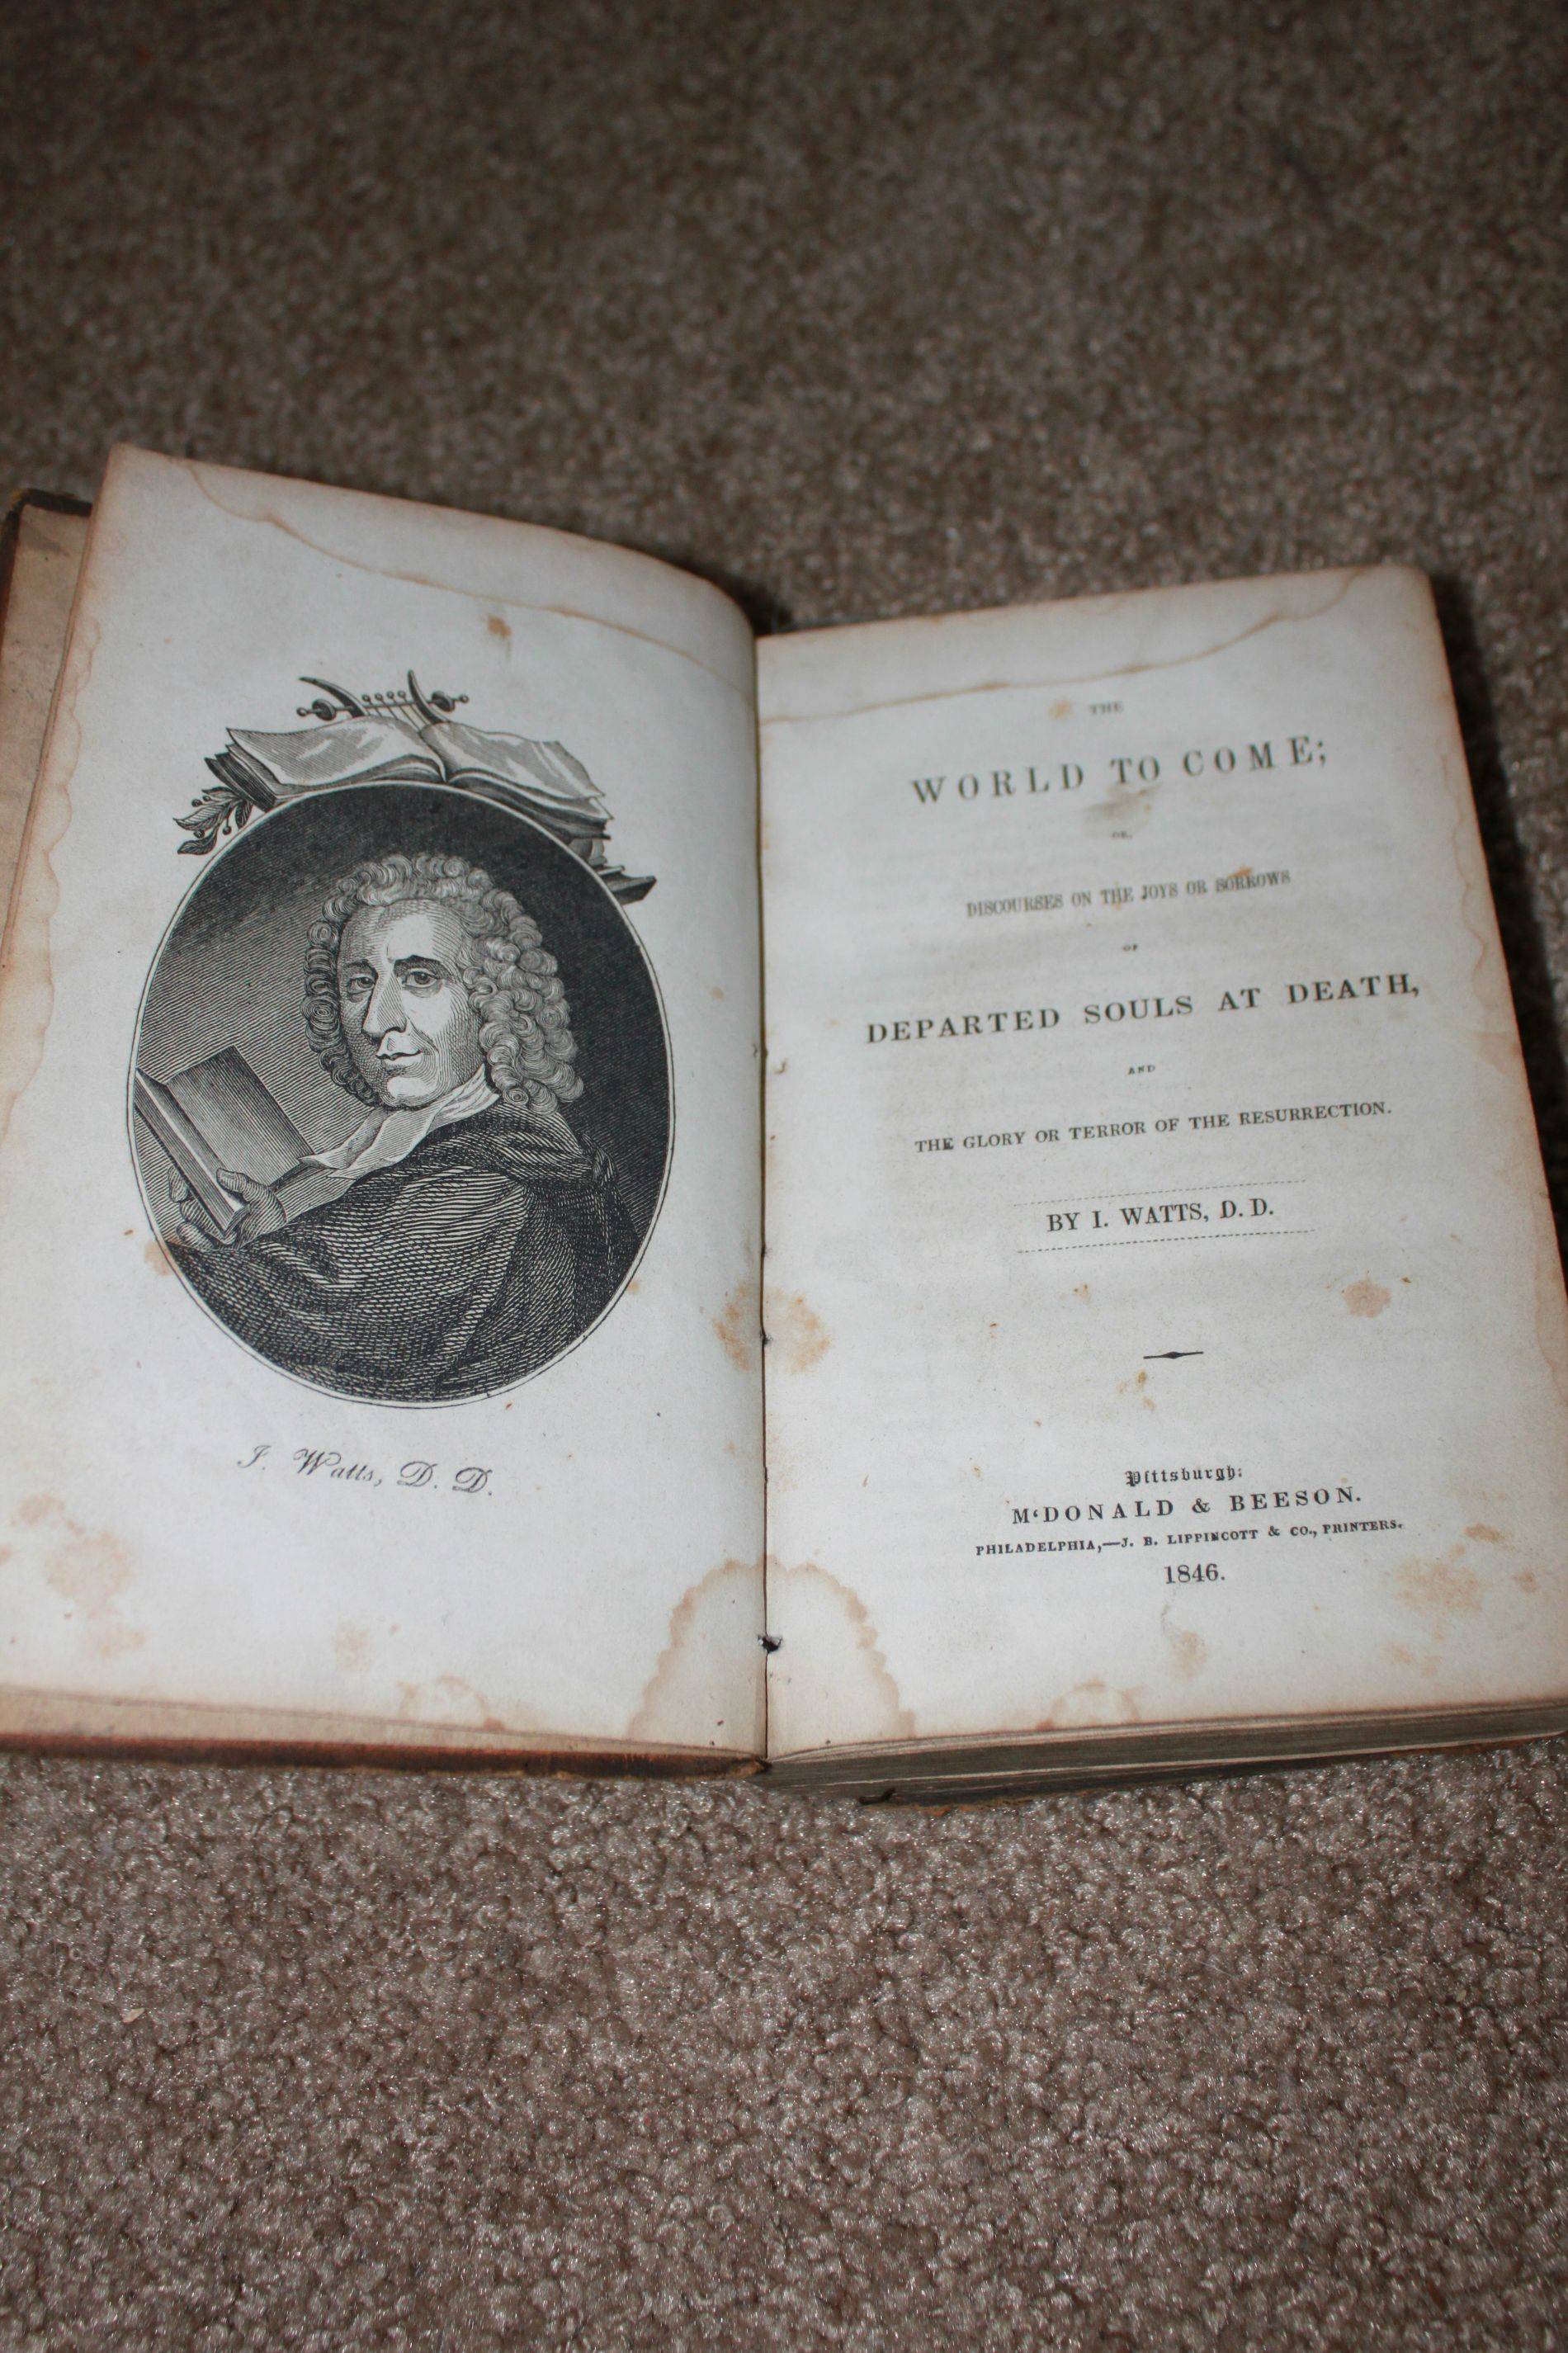 I. Watts, D. D.
THE
WORLD TO COME;
OR,
DISCOURSES ON THE JOYS OR SORROWS
OF
DEPARTED SOULS AT DEATH,
AND
THE GLORY OR TERROR OF THE RESURRECTION.
BY I. WATTS, D. D.
Pittsburgh:
M‘DONALD & BEESON.
PHILADELPHIA,—J. B. LIPPINCOTT & CO., PRINTERS.
1846.